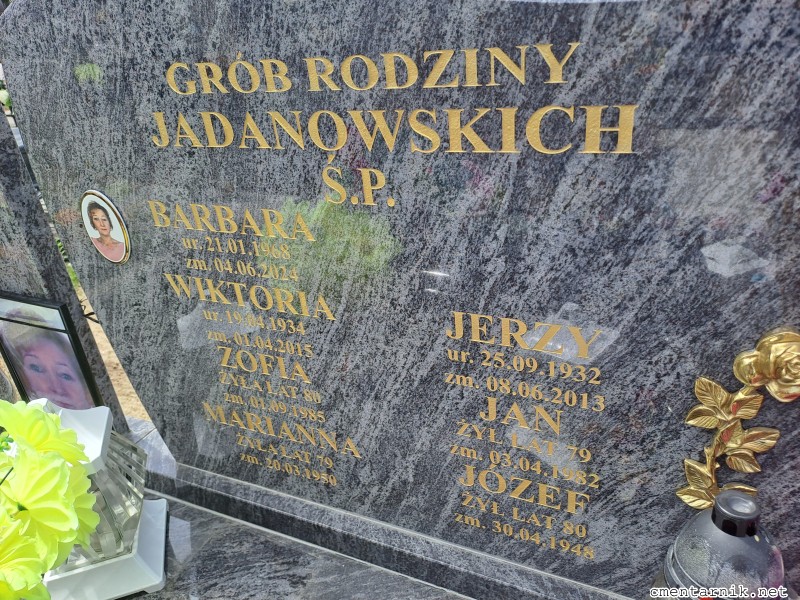 GRÓB RODZINY
JADANOWSKICH
Ś.P.
BARBARA
ur. 21.01.1968
zm. 04.06.2024
WIKTORIA
ur. 19.04.1934
zm. 01.04.2015
ZOFIA
ŻYŁA LAT 80
zm. 01.09.1985
MARIANNA
ŻAŁA LAT 79
zm. 20.03.1950
JERZY
ur. 25.09.1932
zm. 08.06.2013
JAN
ŻYŁ LAT 79
zm. 03.04.1982
JÓZEF
ŻYŁ LAT 80
zm. 30.04.1948
cmentarnik.net